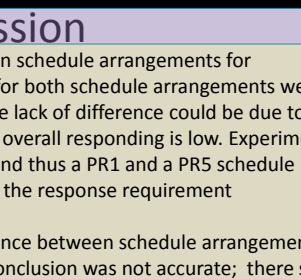 ssion
n schedule arrangements for
for both schedule arrangements we
e lack of difference could be due to
overall responding is low. Experim
nd thus a PR1 and a PR5 schedule
the response requirement
nce between schedule arrangemen
onclusion was not accurate; there s